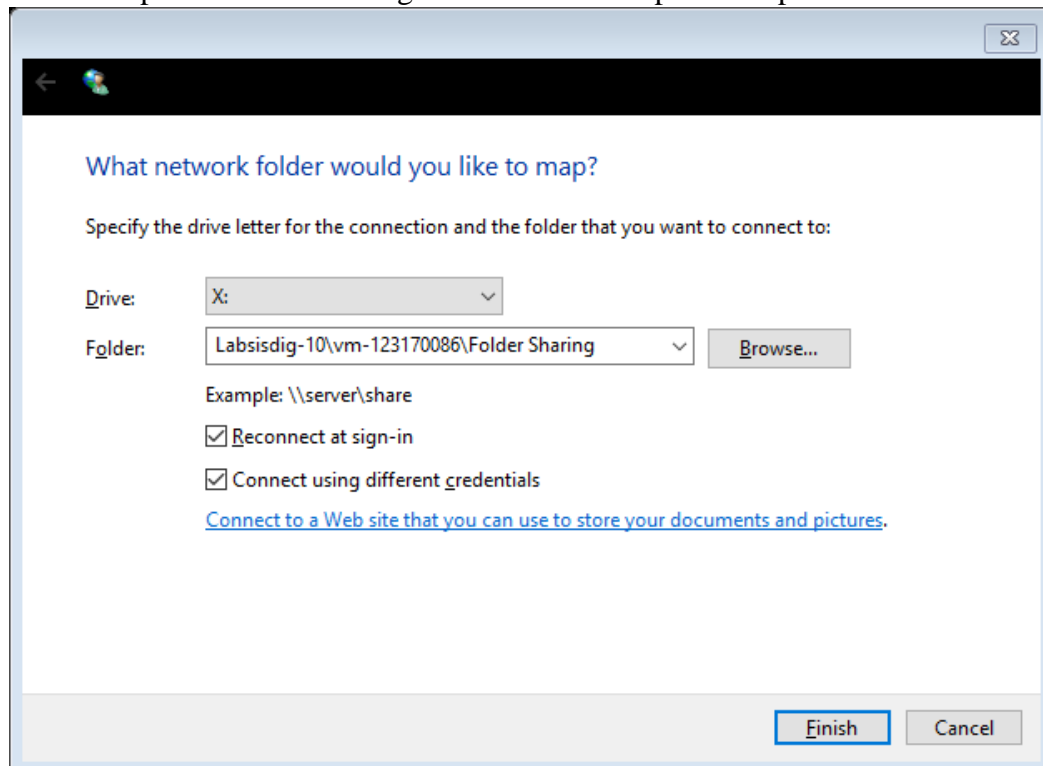 What network folder would you like to map?
Specify the drive letter for the connection and the folder that you want to connect to:
Drive: X:
Folder: Labsisdig-10\vm-123170086\Folder Sharing Browse...
Example: \\server\share
Reconnect at sign-in
Connect using different credentials
Connect to a Web site that you can use to store your documents and pictures.
Finish Cancel